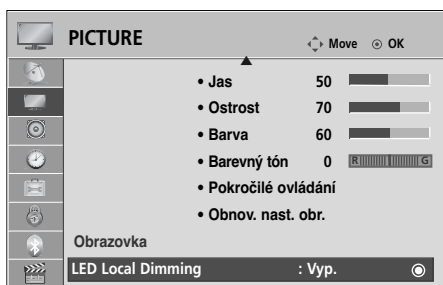 PICTURE Move OK
• Jas 50
• Ostrost 70
• Barva 60
• Barevný tón 0 R G
• Pokročilé ovládání
• Obnov. nast. obr.
Obrazovka
LED Local Dimming : Vyp.